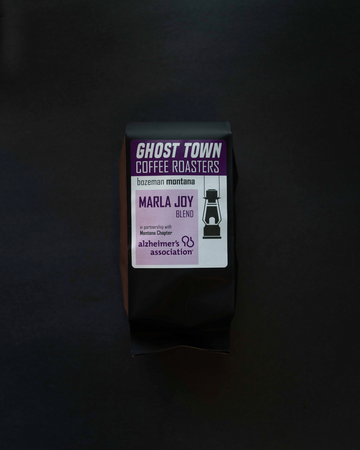 GHOST TOWN
COFFEE ROASTERS
bozeman montana
MARLA JOY
BLEND
in partnership with
Montana Chapter
alzheimer's
association